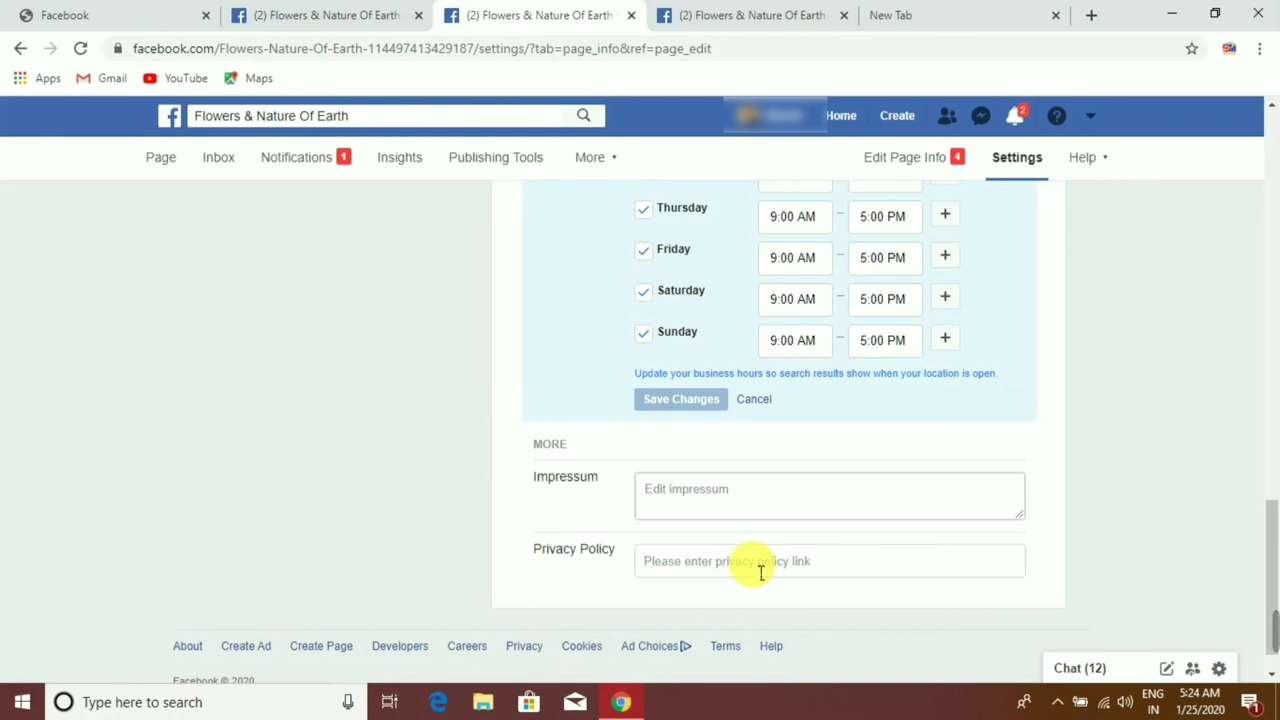 Facebook
(2) Flowers & Nature Of Earth
(2) Flowers & Nature Of Earth
(2) Flowers & Nature Of Earth
New Tab
facebook.com/Flowers-Nature-Of-Earth-114497413429187/settings/?tab=page_info&ref=page_edit
Apps Gmail YouTube Maps
Flowers & Nature Of Earth
Home Create 2
Page Inbox Notifications 1 Insights Publishing Tools More Edit Page Info 4 Settings Help
Thursday 9:00 AM – 5:00 PM +
Friday 9:00 AM – 5:00 PM +
Saturday 9:00 AM – 5:00 PM +
Sunday 9:00 AM – 5:00 PM +
Update your business hours so search results show when your location is open.
Save Changes Cancel
MORE
Impressum Edit impressum
Privacy Policy Please enter privacy policy link
About Create Ad Create Page Developers Careers Privacy Cookies Ad Choices Terms Help
Facebook © 2020
Chat (12)
Type here to search
ENG
IN
5:24 AM
1/25/2020
1